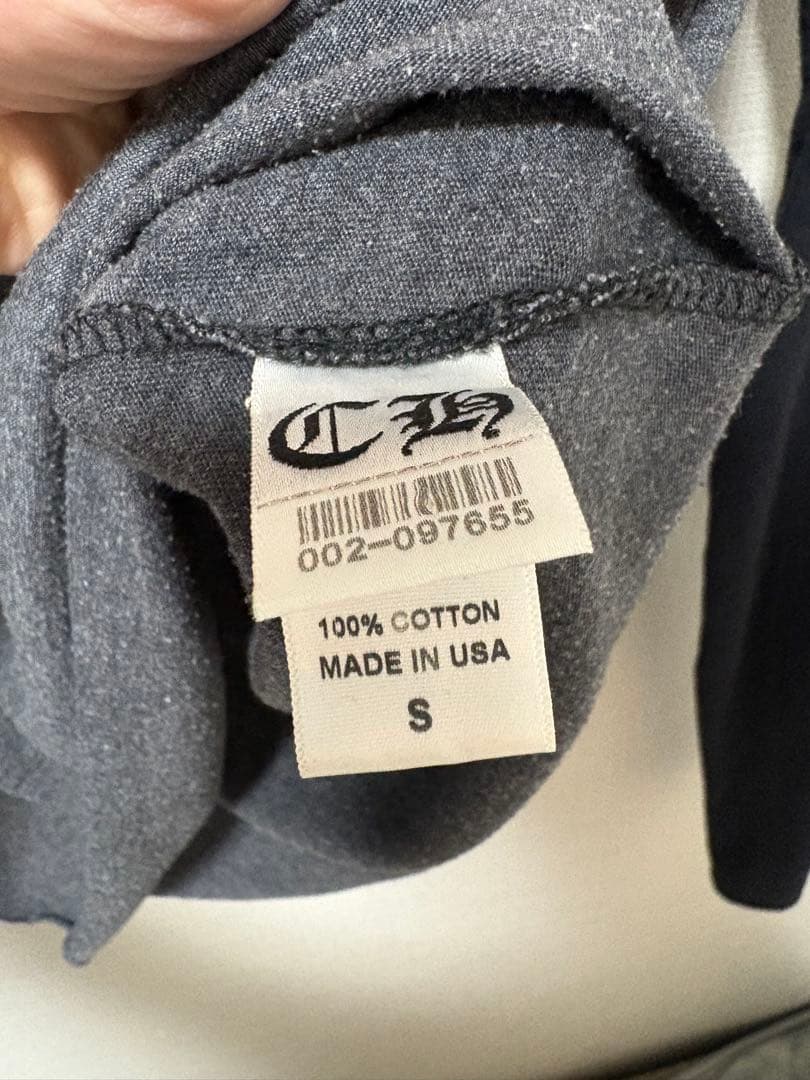 CH
002-097655
100% COTTON
MADE IN USA
S